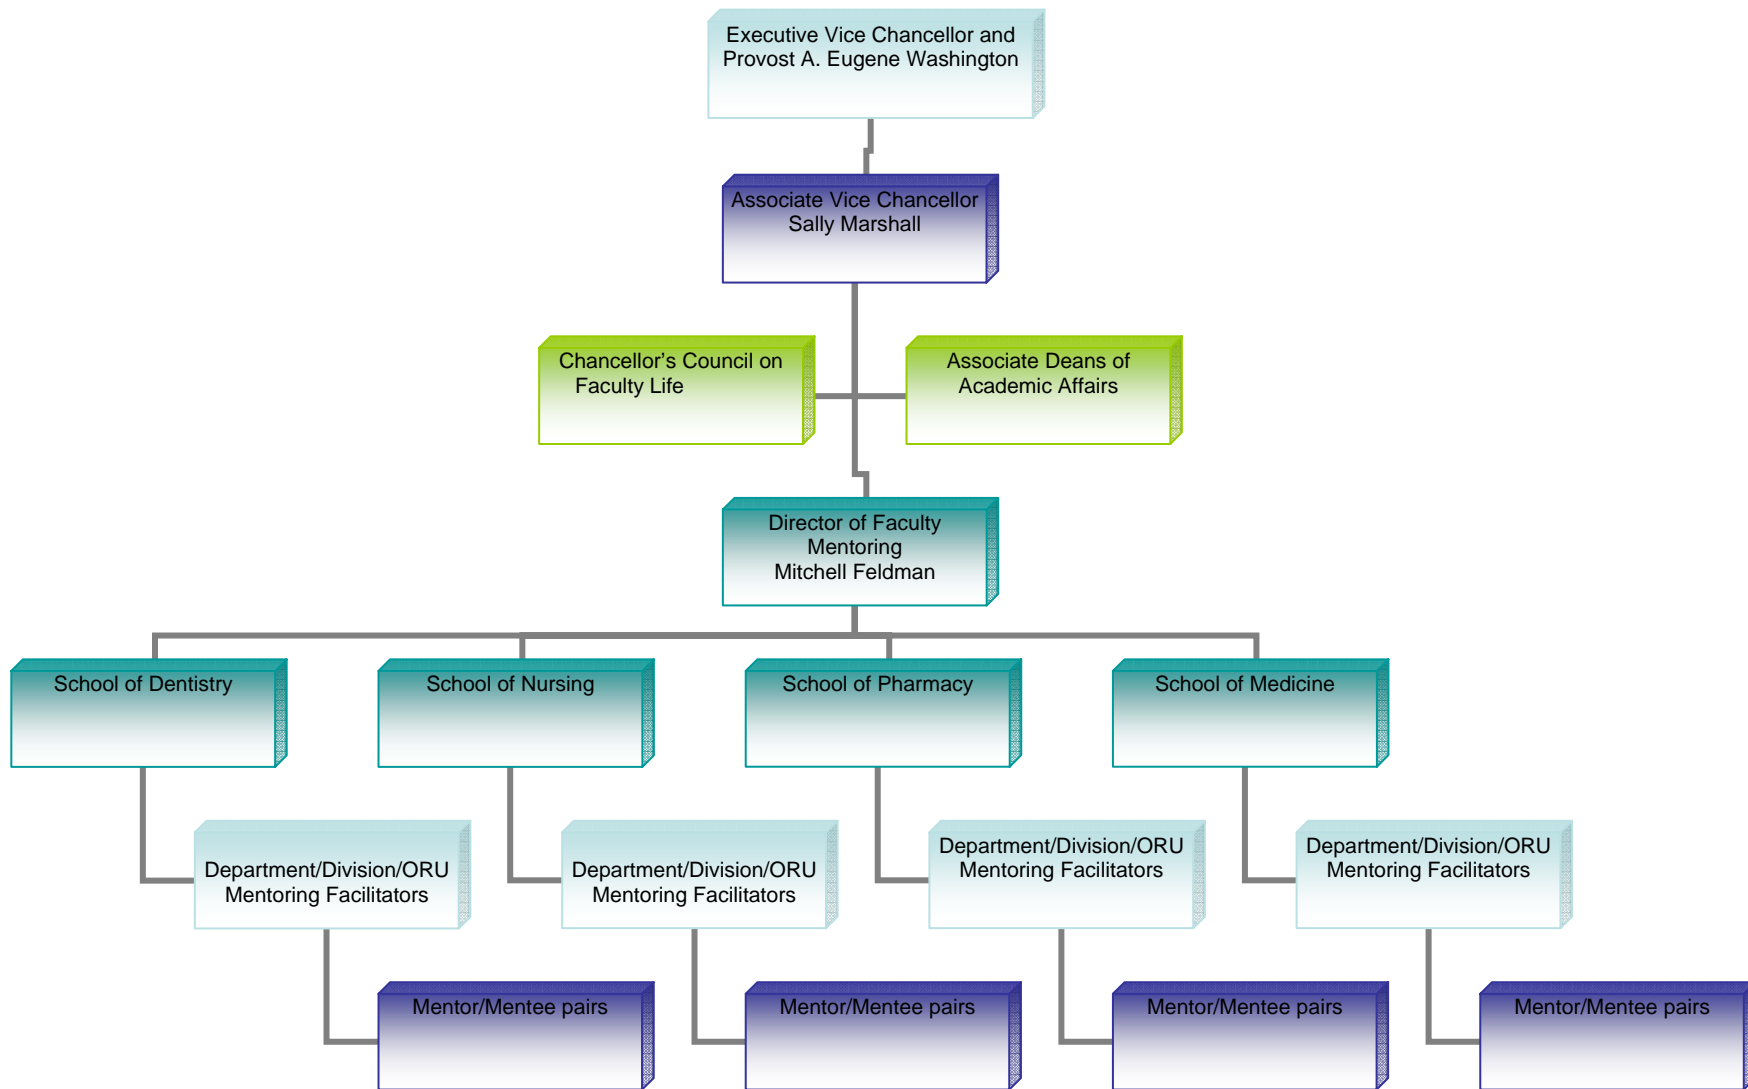 Executive Vice Chancellor and
Provost A. Eugene Washington
Associate Vice Chancellor
Sally Marshall
Chancellor’s Council on
Faculty Life
Associate Deans of
Academic Affairs
Director of Faculty
Mentoring
Mitchell Feldman
School of Dentistry
School of Nursing
School of Pharmacy
School of Medicine
Department/Division/ORU
Mentoring Facilitators
Department/Division/ORU
Mentoring Facilitators
Department/Division/ORU
Mentoring Facilitators
Department/Division/ORU
Mentoring Facilitators
Mentor/Mentee pairs
Mentor/Mentee pairs
Mentor/Mentee pairs
Mentor/Mentee pairs